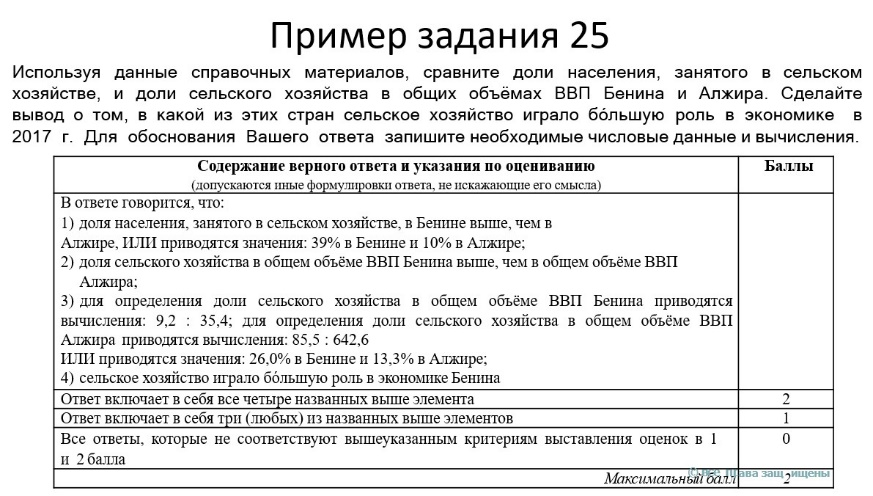 Пример задания 25
Используя данные справочных материалов, сравните доли населения, занятого в сельском
хозяйстве, и доли сельского хозяйства в общих объёмах ВВП Бенина и Алжира. Сделайте
вывод о том, в какой из этих стран сельское хозяйство играло бо́льшую роль в экономике в
2017 г. Для обоснования Вашего ответа запишите необходимые числовые данные и вычисления.
Содержание верного ответа и указания по оцениванию
(допускаются иные формулировки ответа, не искажающие его смысла)
Баллы
В ответе говорится, что:
1) доля населения, занятого в сельском хозяйстве, в Бенине выше, чем в
Алжире, ИЛИ приводятся значения: 39% в Бенине и 10% в Алжире;
2) доля сельского хозяйства в общем объёме ВВП Бенина выше, чем в общем объёме ВВП
Алжира;
3) для определения доли сельского хозяйства в общем объёме ВВП Бенина приводятся
вычисления: 9,2 : 35,4; для определения доли сельского хозяйства в общем объёме ВВП
Алжира приводятся вычисления: 85,5 : 642,6
ИЛИ приводятся значения: 26,0% в Бенине и 13,3% в Алжире;
4) сельское хозяйство играло бо́льшую роль в экономике Бенина
Ответ включает в себя все четыре названных выше элемента 2
Ответ включает в себя три (любых) из названных выше элементов 1
Все ответы, которые не соответствуют вышеуказанным критериям выставления оценок в 1 0
и 2 балла
Максимальный балл 2
© Все права защ ищены